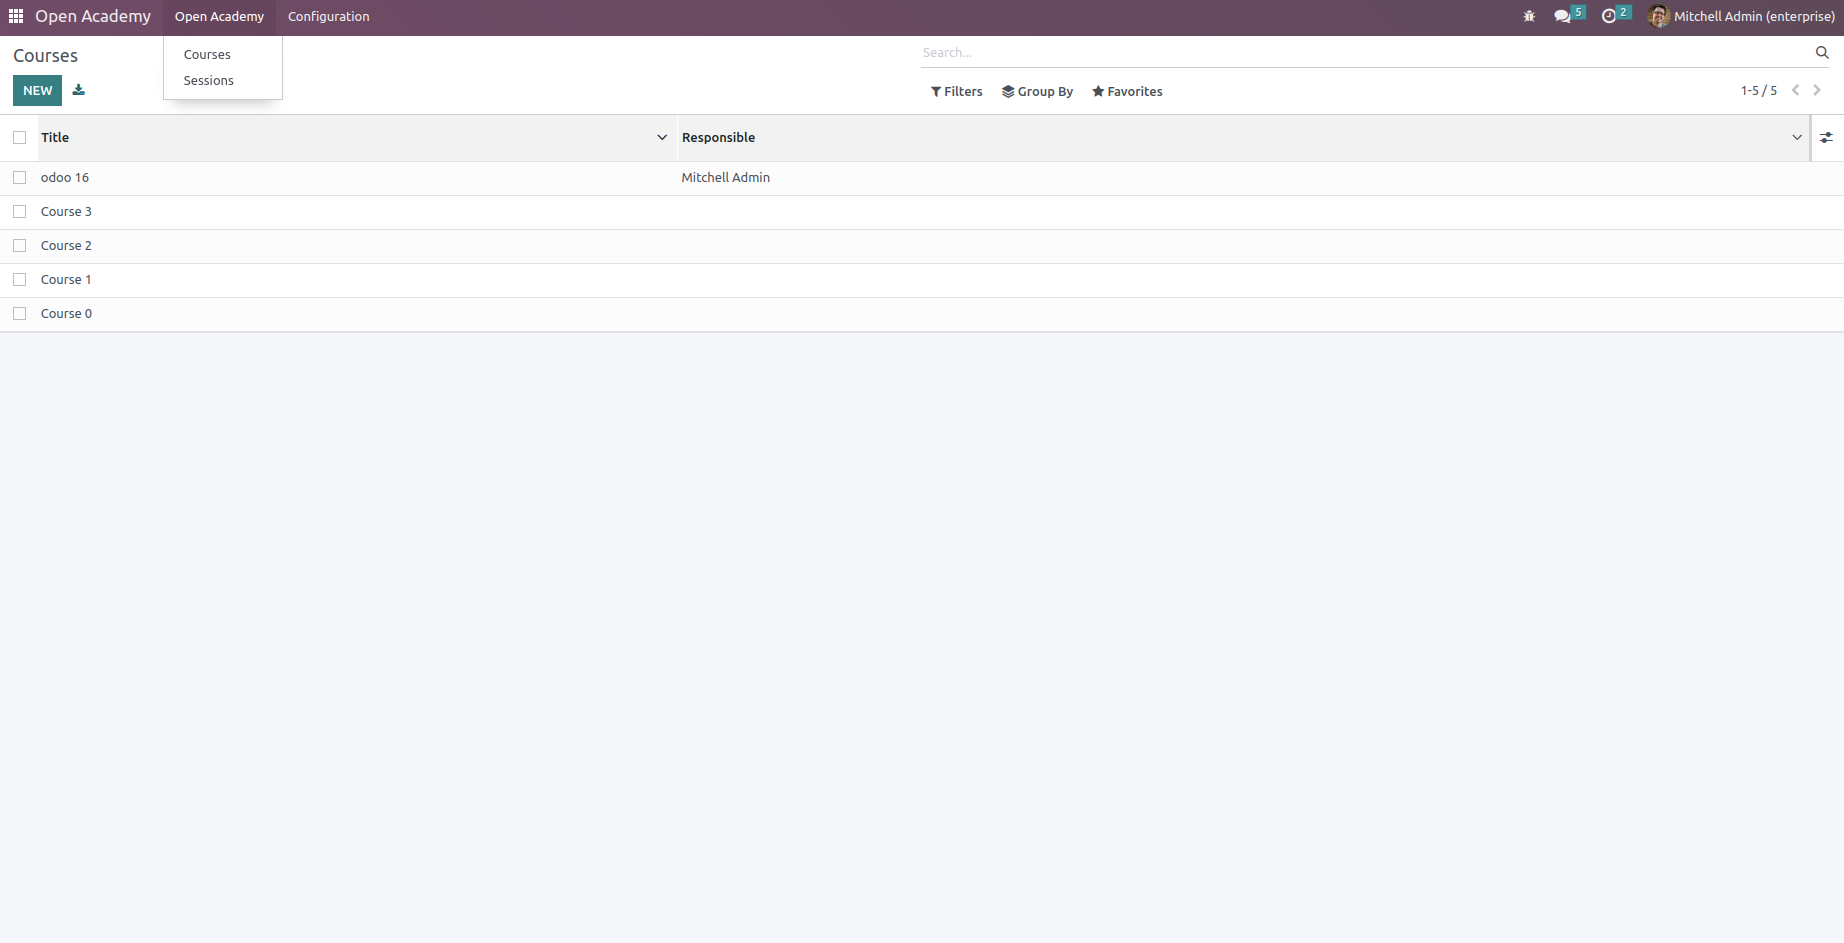 Open Academy Open Academy Configuration 5 2 Mitchell Admin (enterprise)
Courses Courses Search...
Sessions
NEW Filters Group By Favorites 1-5 / 5
Title Responsible
odoo 16 Mitchell Admin
Course 3
Course 2
Course 1
Course 0